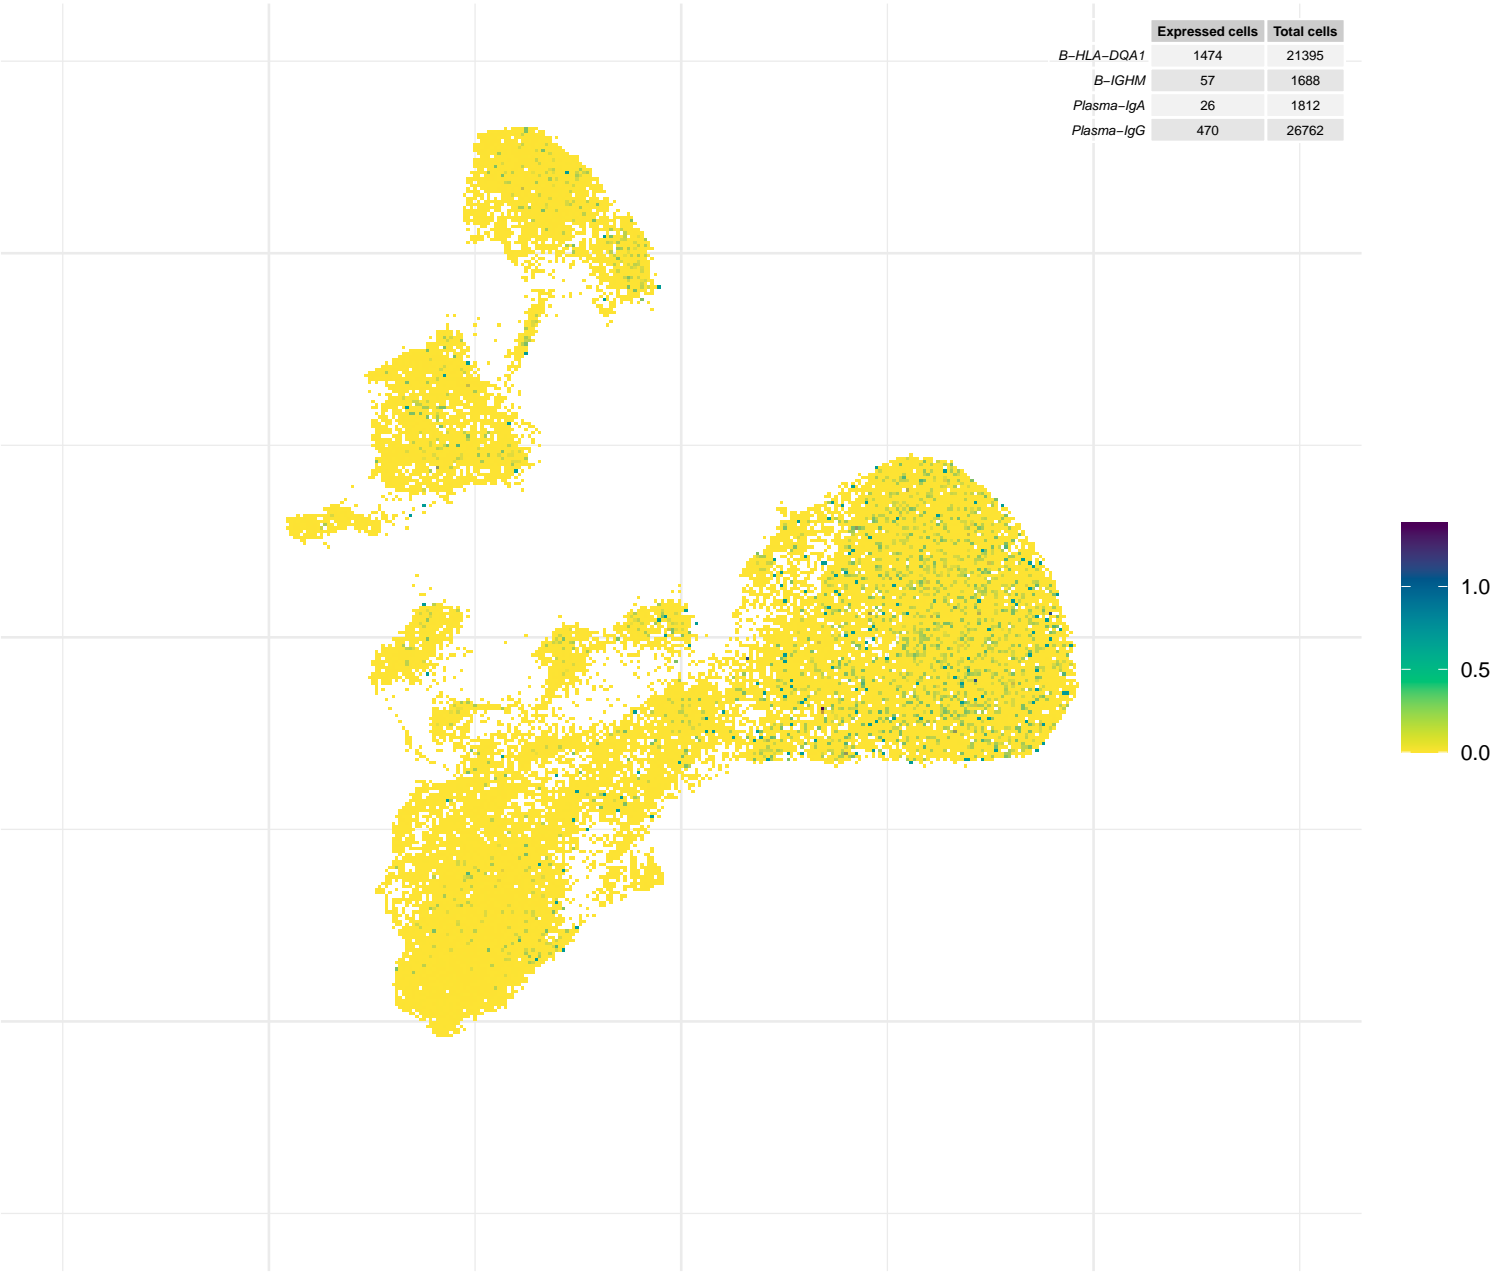 Expressed cells Total cells
B−HLA−DQA1 1474 21395
B−IGHM 57 1688
Plasma−IgA 26 1812
Plasma−IgG 470 26762
1.0
0.5
0.0